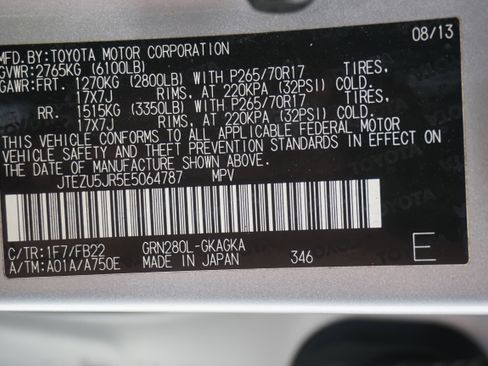 MFD.BY:TOYOTA MOTOR CORPORATION 08/13
GVWR:2765KG (6100LB)
GAWR:FRT. 1270KG (2800LB) WITH P265/70R17 TIRES
17X7J RIMS, AT 220KPA (32PSI) COLD.
RR. 1515KG (3350LB) WITH P265/70R17 TIRES
17X7J RIMS, AT 220KPA (32PSI) COLD.
THIS VEHICLE CONFORMS TO ALL APPLICABLE FEDERAL MOTOR
VEHICLE SAFETY AND THEFT PREVENTION STANDARDS IN EFFECT ON
THE DATE OF MANUFACTURE SHOWN ABOVE.
JTEZU5JR5E5064787 MPV
C/TR:1F7/FB22 GRN280L-GKAGKA
A/TM:A01A/A750E MADE IN JAPAN 346 E